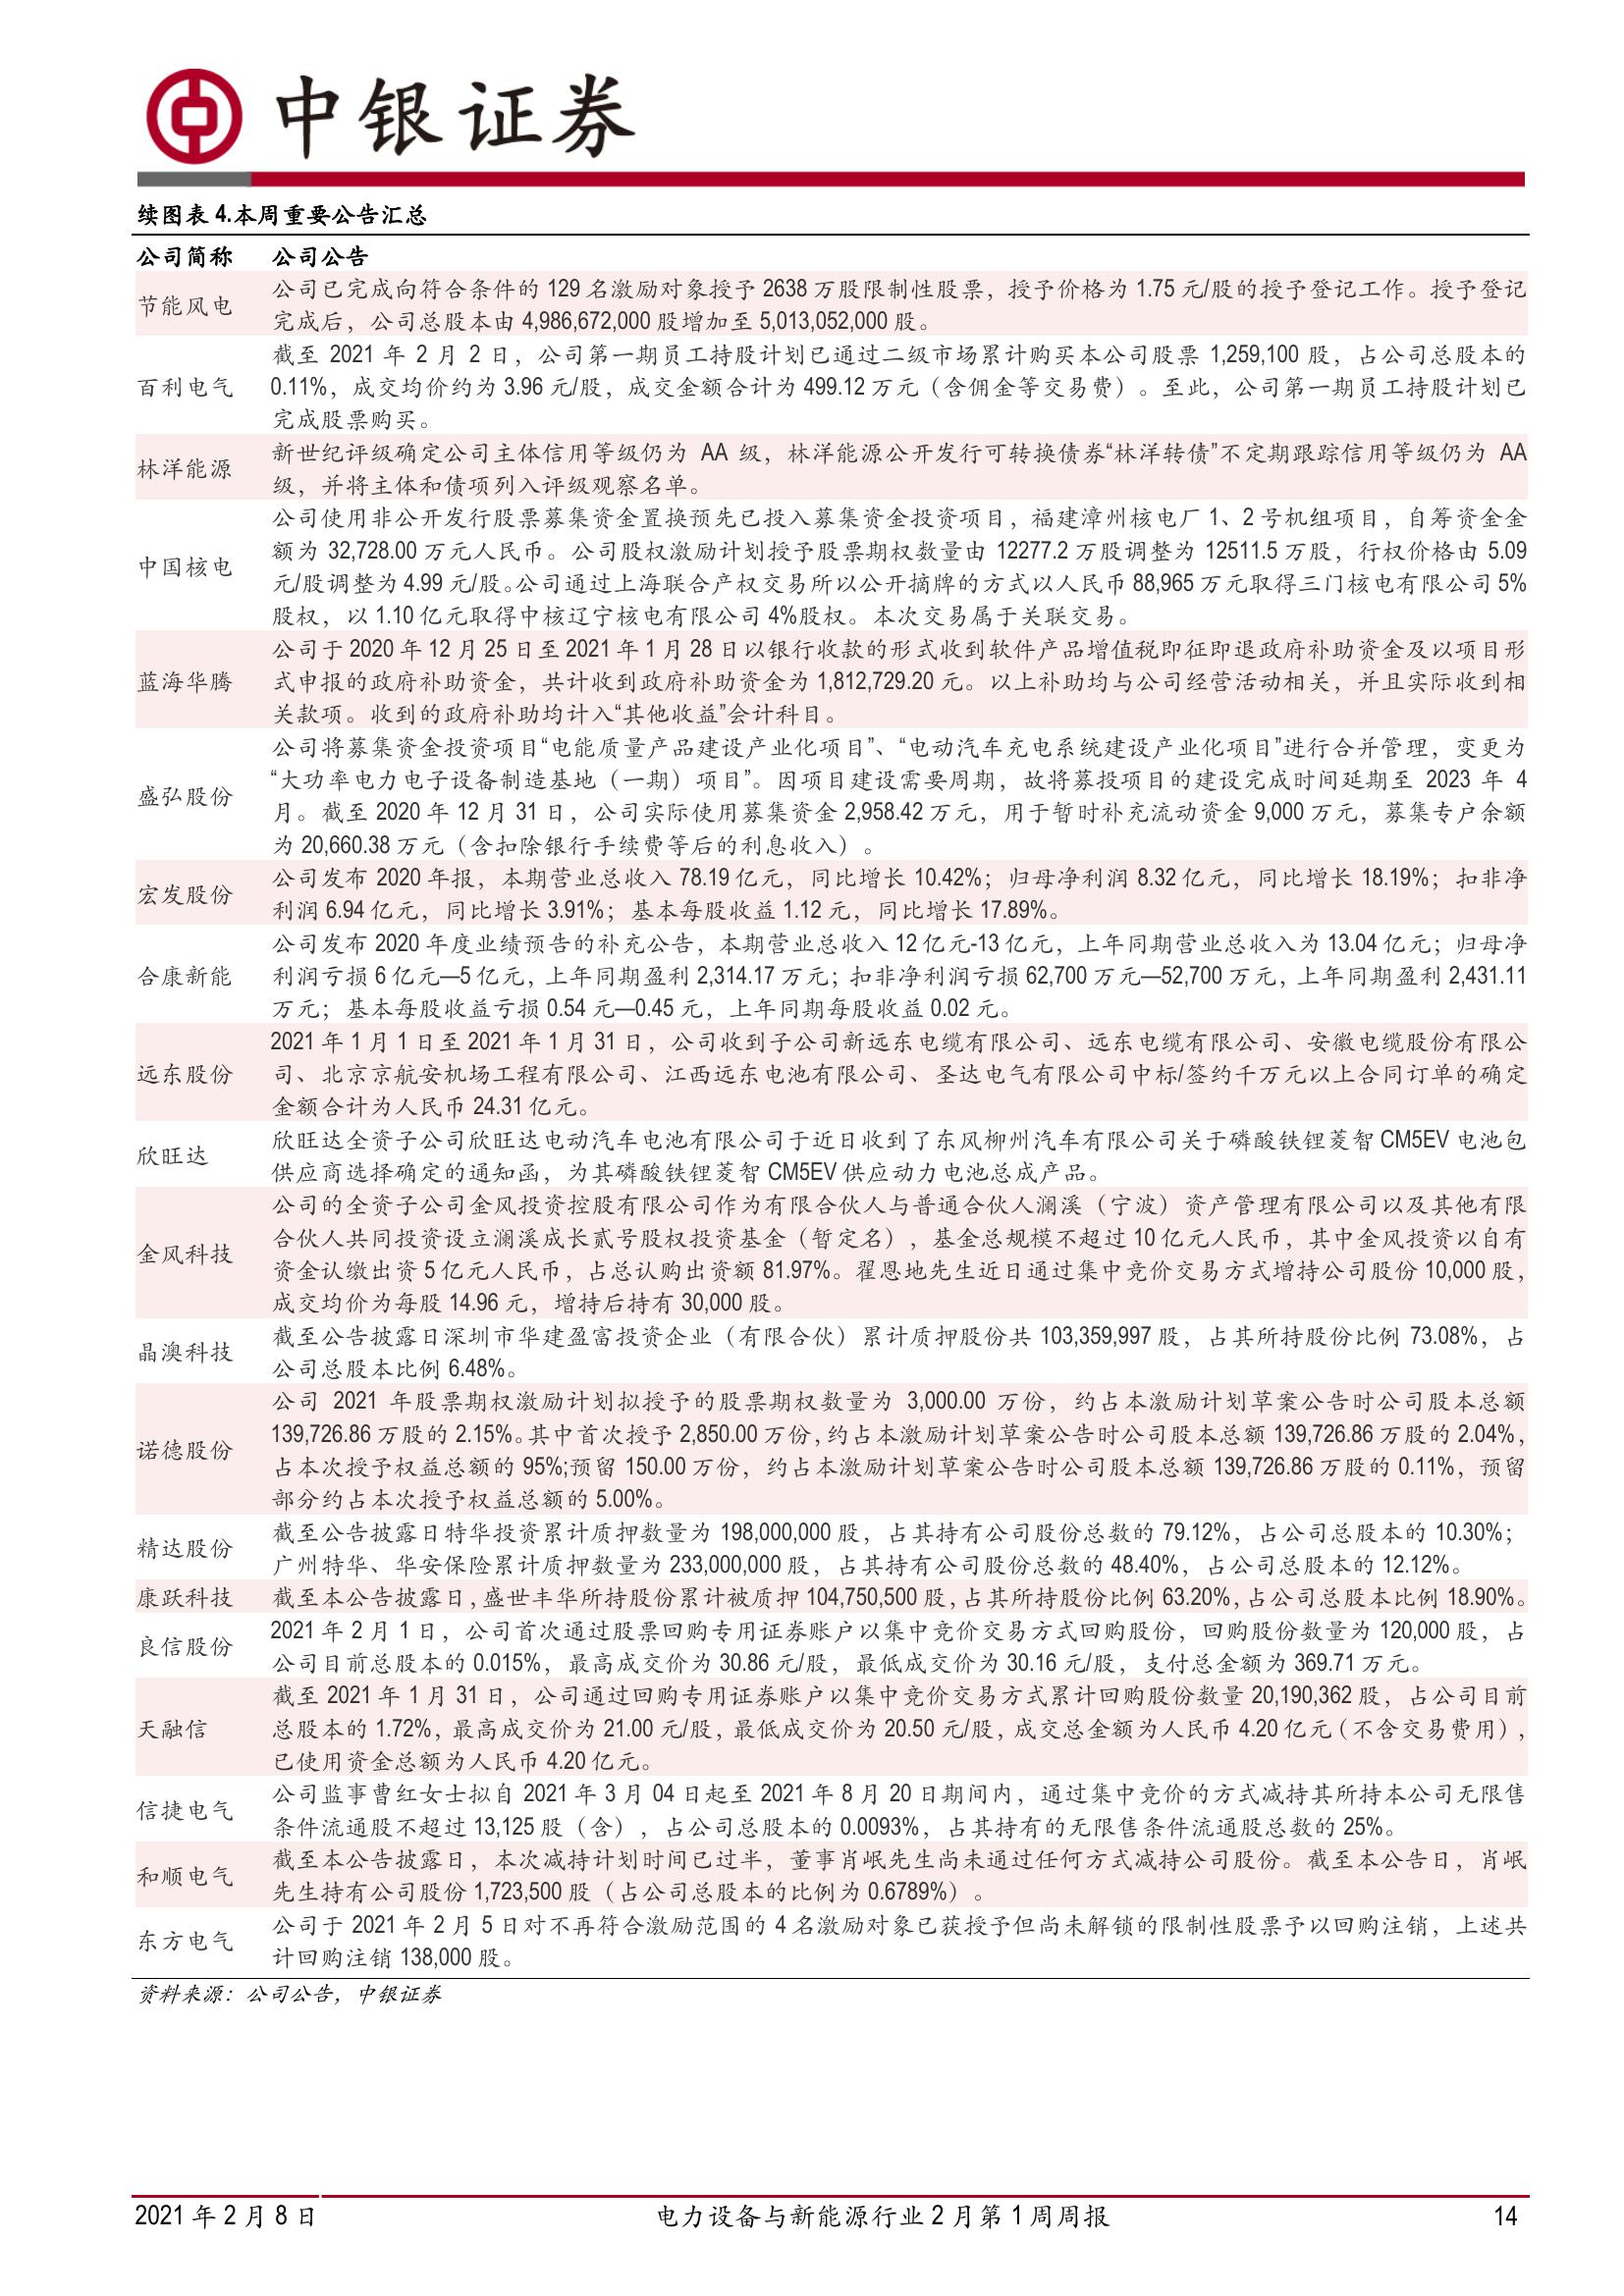 中银证券
续图表 4.本周重要公告汇总
公司简称 公司公告
节能风电
公司已完成向符合条件的 129 名激励对象授予 2638 万股限制性股票，授予价格为 1.75 元/股的授予登记工作。授予登记
完成后，公司总股本由 4,986,672,000 股增加至 5,013,052,000 股。
百利电气
截至 2021 年 2 月 2 日，公司第一期员工持股计划已通过二级市场累计购买本公司股票 1,259,100 股，占公司总股本的
0.11%，成交均价约为 3.96 元/股，成交金额合计为 499.12 万元（含佣金等交易费）。至此，公司第一期员工持股计划已
完成股票购买。
林洋能源
新世纪评级确定公司主体信用等级仍为 AA 级，林洋能源公开发行可转换债券“林洋转债”不定期跟踪信用等级仍为 AA
级，并将主体和债项列入评级观察名单。
中国核电
公司使用非公开发行股票募集资金置换预先已投入募集资金投资项目，福建漳州核电厂 1、2 号机组项目，自筹资金金
额为 32,728.00 万元人民币。公司股权激励计划授予股票期权数量由 12277.2 万股调整为 12511.5 万股，行权价格由 5.09
元/股调整为 4.99 元/股。公司通过上海联合产权交易所以公开摘牌的方式以人民币 88,965 万元取得三门核电有限公司 5%
股权，以 1.10 亿元取得中核辽宁核电有限公司 4%股权。本次交易属于关联交易。
蓝海华腾
公司于 2020 年 12 月 25 日至 2021 年 1 月 28 日以银行收款的形式收到软件产品增值税即征即退政府补助资金及以项目形
式申报的政府补助资金，共计收到政府补助资金为 1,812,729.20 元。以上补助均与公司经营活动相关，并且实际收到相
关款项。收到的政府补助均计入“其他收益”会计科目。
盛弘股份
公司将募集资金投资项目“电能质量产品建设产业化项目”、“电动汽车充电系统建设产业化项目”进行合并管理，变更为
“大功率电力电子设备制造基地（一期）项目”。因项目建设需要周期，故将募投项目的建设完成时间延期至 2023 年 4
月。截至 2020 年 12 月 31 日，公司实际使用募集资金 2,958.42 万元，用于暂时补充流动资金 9,000 万元，募集专户余额
为 20,660.38 万元（含扣除银行手续费等后的利息收入）。
宏发股份
公司发布 2020 年报，本期营业总收入 78.19 亿元，同比增长 10.42%；归母净利润 8.32 亿元，同比增长 18.19%；扣非净
利润 6.94 亿元，同比增长 3.91%；基本每股收益 1.12 元，同比增长 17.89%。
合康新能
公司发布 2020 年度业绩预告的补充公告，本期营业总收入 12 亿元-13 亿元，上年同期营业总收入为 13.04 亿元；归母净
利润亏损 6 亿元—5 亿元，上年同期盈利 2,314.17 万元；扣非净利润亏损 62,700 万元—52,700 万元，上年同期盈利 2,431.11
万元；基本每股收益亏损 0.54 元—0.45 元，上年同期每股收益 0.02 元。
远东股份
2021 年 1 月 1 日至 2021 年 1 月 31 日，公司收到子公司新远东电缆有限公司、远东电缆有限公司、安徽电缆股份有限公
司、北京京航安机场工程有限公司、江西远东电池有限公司、圣达电气有限公司中标/签约千万元以上合同订单的确定
金额合计为人民币 24.31 亿元。
欣旺达
欣旺达全资子公司欣旺达电动汽车电池有限公司于近日收到了东风柳州汽车有限公司关于磷酸铁锂菱智 CM5EV 电池包
供应商选择确定的通知函，为其磷酸铁锂菱智 CM5EV 供应动力电池总成产品。
金风科技
公司的全资子公司金风投资控股有限公司作为有限合伙人与普通合伙人澜溪（宁波）资产管理有限公司以及其他有限
合伙人共同投资设立澜溪成长贰号股权投资基金（暂定名），基金总规模不超过 10 亿元人民币，其中金风投资以自有
资金认缴出资 5 亿元人民币，占总认购出资额 81.97%。翟恩地先生近日通过集中竞价交易方式增持公司股份 10,000 股，
成交均价为每股 14.96 元，增持后持有 30,000 股。
晶澳科技
截至公告披露日深圳市华建盈富投资企业（有限合伙）累计质押股份共 103,359,997 股，占其所持股份比例 73.08%，占
公司总股本比例 6.48%。
诺德股份
公司 2021 年股票期权激励计划拟授予的股票期权数量为 3,000.00 万份，约占本激励计划草案公告时公司股本总额
139,726.86 万股的 2.15%。其中首次授予 2,850.00 万份，约占本激励计划草案公告时公司股本总额 139,726.86 万股的 2.04%，
占本次授予权益总额的 95%;预留 150.00 万份，约占本激励计划草案公告时公司股本总额 139,726.86 万股的 0.11%，预留
部分约占本次授予权益总额的 5.00%。
精达股份
截至公告披露日特华投资累计质押数量为 198,000,000 股，占其持有公司股份总数的 79.12%，占公司总股本的 10.30%；
广州特华、华安保险累计质押数量为 233,000,000 股，占其持有公司股份总数的 48.40%，占公司总股本的 12.12%。
康跃科技 截至本公告披露日，盛世丰华所持股份累计被质押 104,750,500 股，占其所持股份比例 63.20%，占公司总股本比例 18.90%。
良信股份
2021 年 2 月 1 日，公司首次通过股票回购专用证券账户以集中竞价交易方式回购股份，回购股份数量为 120,000 股，占
公司目前总股本的 0.015%，最高成交价为 30.86 元/股，最低成交价为 30.16 元/股，支付总金额为 369.71 万元。
天融信
截至 2021 年 1 月 31 日，公司通过回购专用证券账户以集中竞价交易方式累计回购股份数量 20,190,362 股，占公司目前
总股本的 1.72%，最高成交价为 21.00 元/股，最低成交价为 20.50 元/股，成交总金额为人民币 4.20 亿元（不含交易费用），
已使用资金总额为人民币 4.20 亿元。
信捷电气
公司监事曹红女士拟自 2021 年 3 月 04 日起至 2021 年 8 月 20 日期间内，通过集中竞价的方式减持其所持本公司无限售
条件流通股不超过 13,125 股（含），占公司总股本的 0.0093%，占其持有的无限售条件流通股总数的 25%。
和顺电气
截至本公告披露日，本次减持计划时间已过半，董事肖岷先生尚未通过任何方式减持公司股份。截至本公告日，肖岷
先生持有公司股份 1,723,500 股（占公司总股本的比例为 0.6789%）。
东方电气
公司于 2021 年 2 月 5 日对不再符合激励范围的 4 名激励对象已获授予但尚未解锁的限制性股票予以回购注销，上述共
计回购注销 138,000 股。
资料来源：公司公告，中银证券
2021 年 2 月 8 日 电力设备与新能源行业 2 月第 1 周周报 14